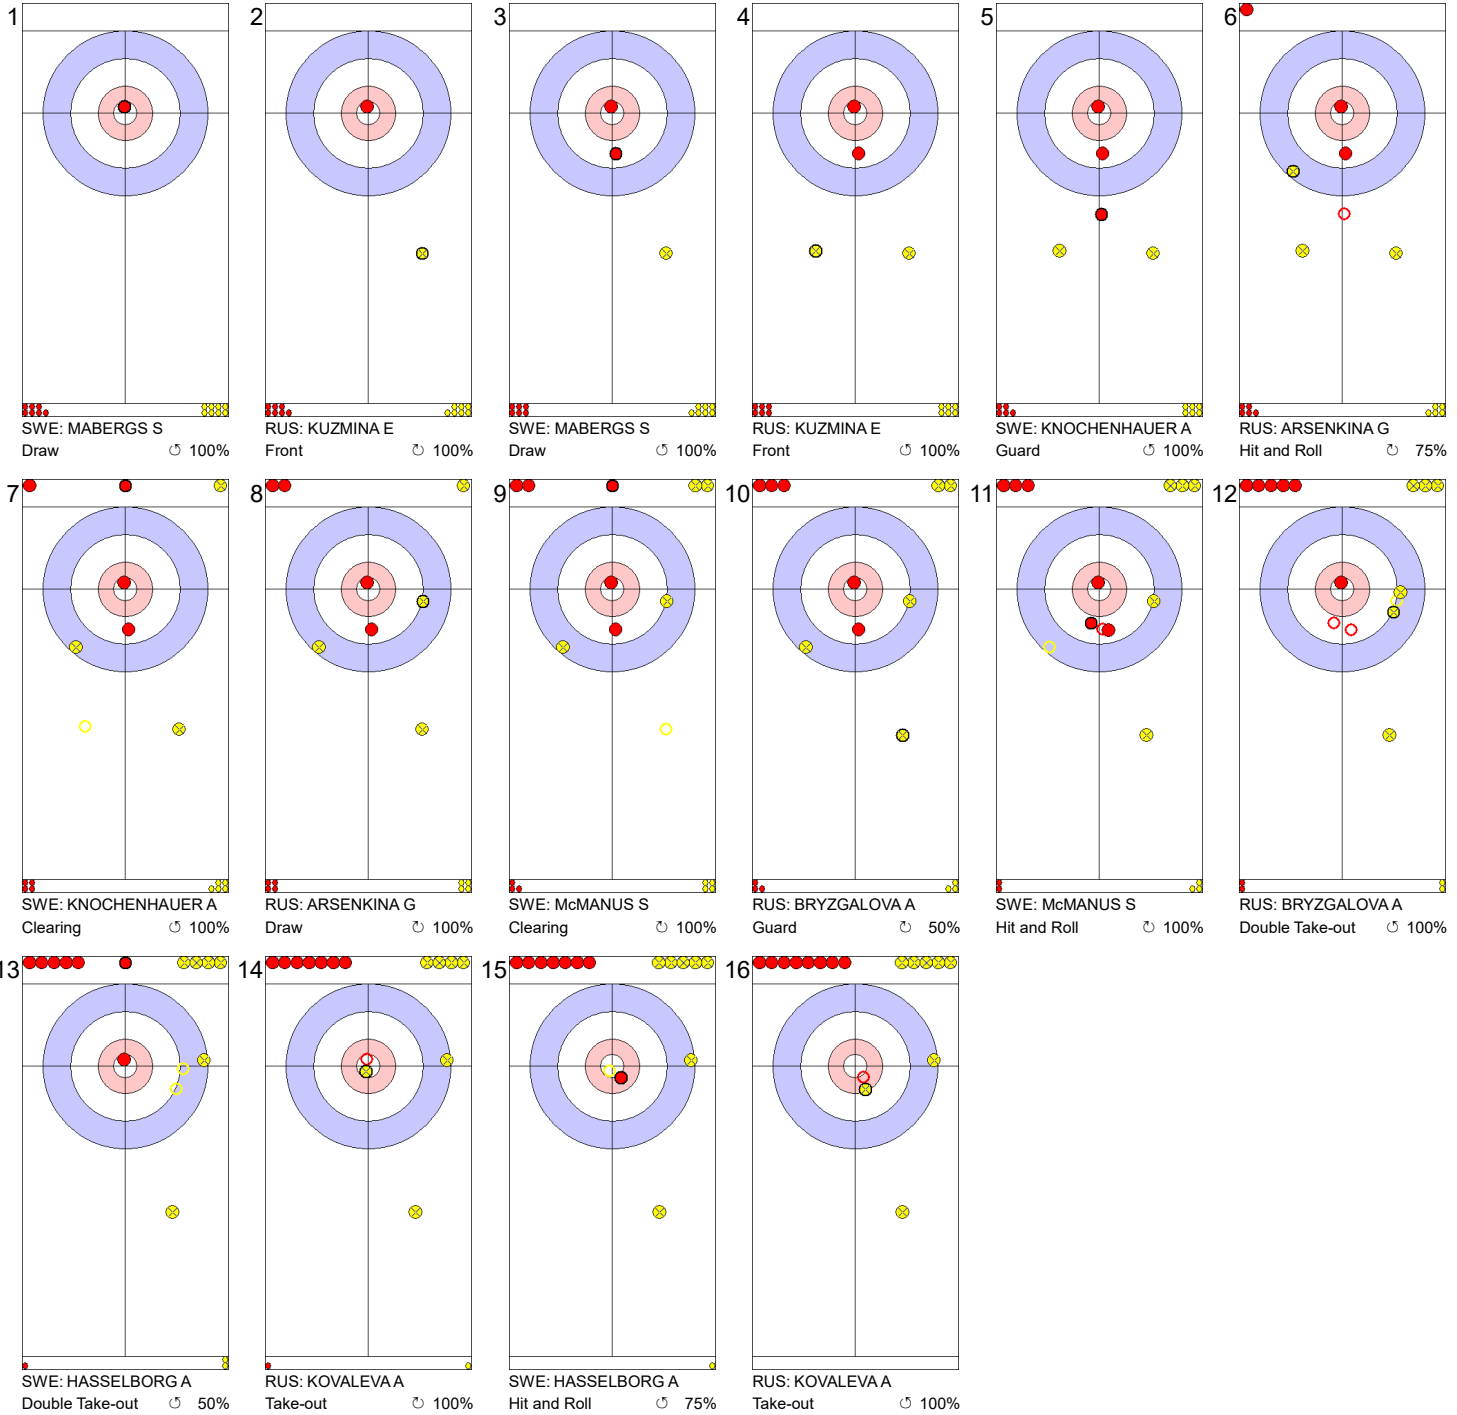 1 2 3 4 5 6
SWE: MABERGS S RUS: KUZMINA E SWE: MABERGS S RUS: KUZMINA E SWE: KNOCHENHAUER A RUS: ARSENKINA G
Draw ↺ 100% Front ↻ 100% Draw ↺ 100% Front ↻ 100% Guard ↺ 100% Hit and Roll ↻ 75%
7 8 9 10 11 12
SWE: KNOCHENHAUER A RUS: ARSENKINA G SWE: McMANUS S RUS: BRYZGALOVA A SWE: McMANUS S RUS: BRYZGALOVA A
Clearing ↺ 100% Draw ↻ 100% Clearing ↺ 100% Guard ↻ 50% Hit and Roll ↻ 100% Double Take-out ↻ 100%
13 14 15 16
SWE: HASSELBORG A RUS: KOVALEVA A SWE: HASSELBORG A RUS: KOVALEVA A
Double Take-out ↺ 50% Take-out ↻ 100% Hit and Roll ↺ 75% Take-out ↻ 100%